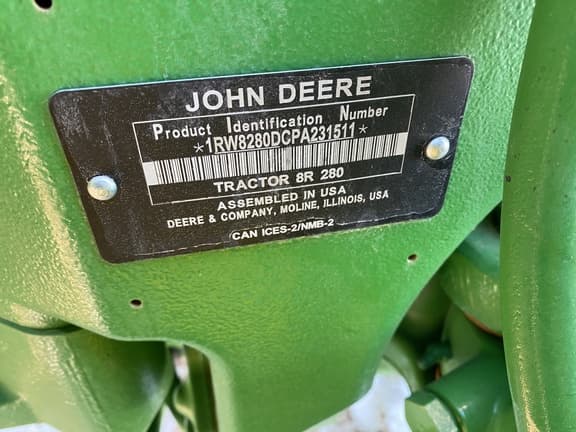 JOHN DEERE
Product Identification Number
*1RW8280DCPA231511*
TRACTOR 8R 280
ASSEMBLED IN USA
DEERE & COMPANY, MOLINE, ILLINOIS, USA
CAN ICES-2/NMB-2